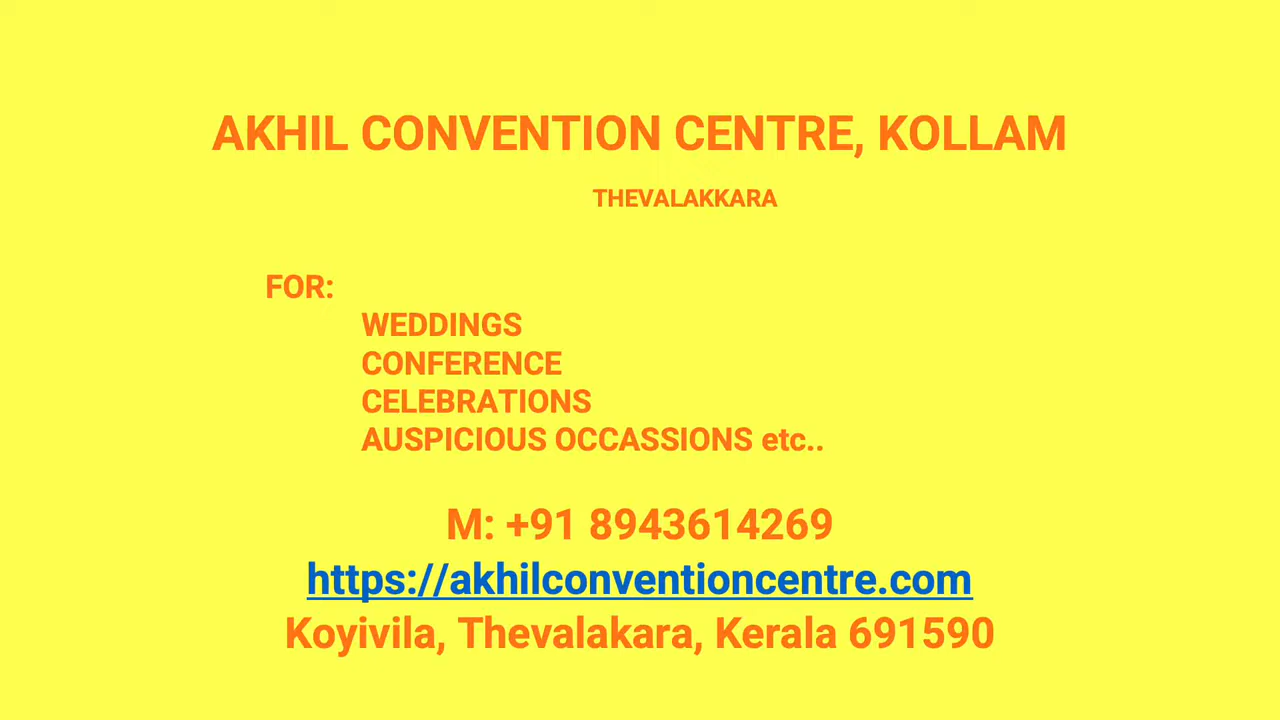 AKHIL CONVENTION CENTRE, KOLLAM
THEVALAKKARA
FOR:
WEDDINGS
CONFERENCE
CELEBRATIONS
AUSPICIOUS OCCASSIONS etc..
M: +91 8943614269
https://akhilconventioncentre.com
Koyivila, Thevalakara, Kerala 691590